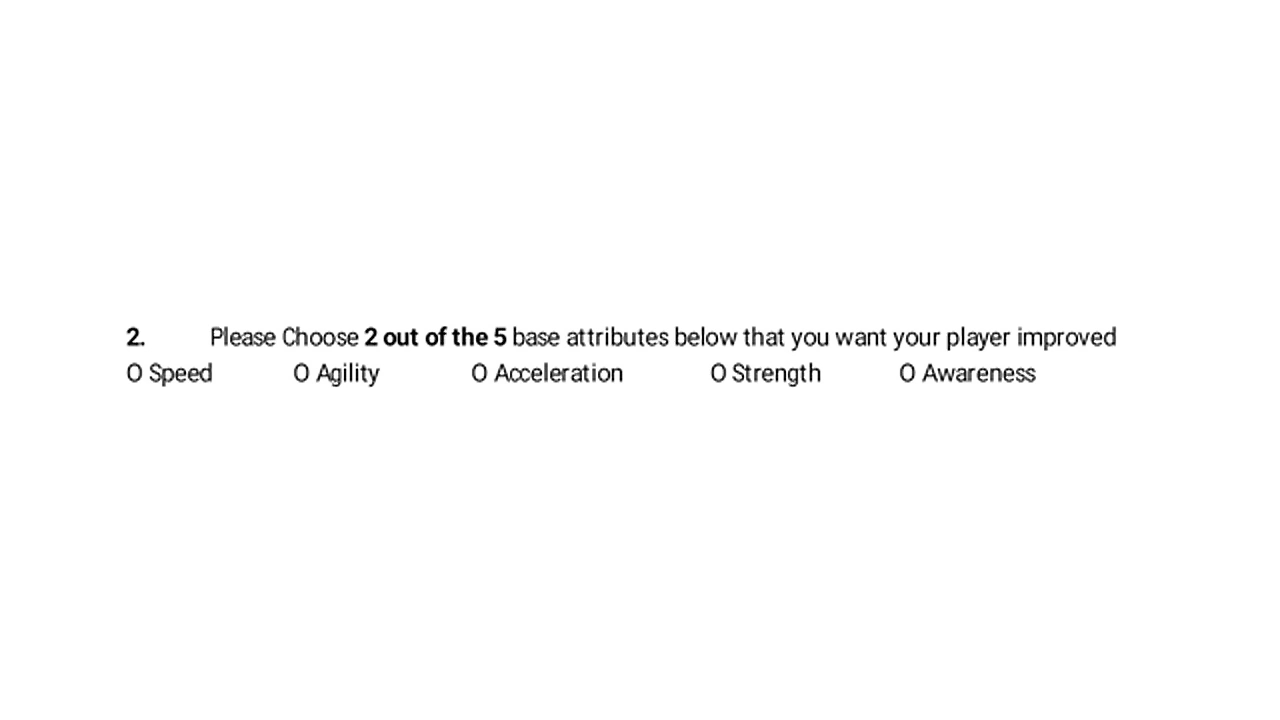 2. Please Choose 2 out of the 5 base attributes below that you want your player improved
O Speed O Agility O Acceleration O Strength O Awareness